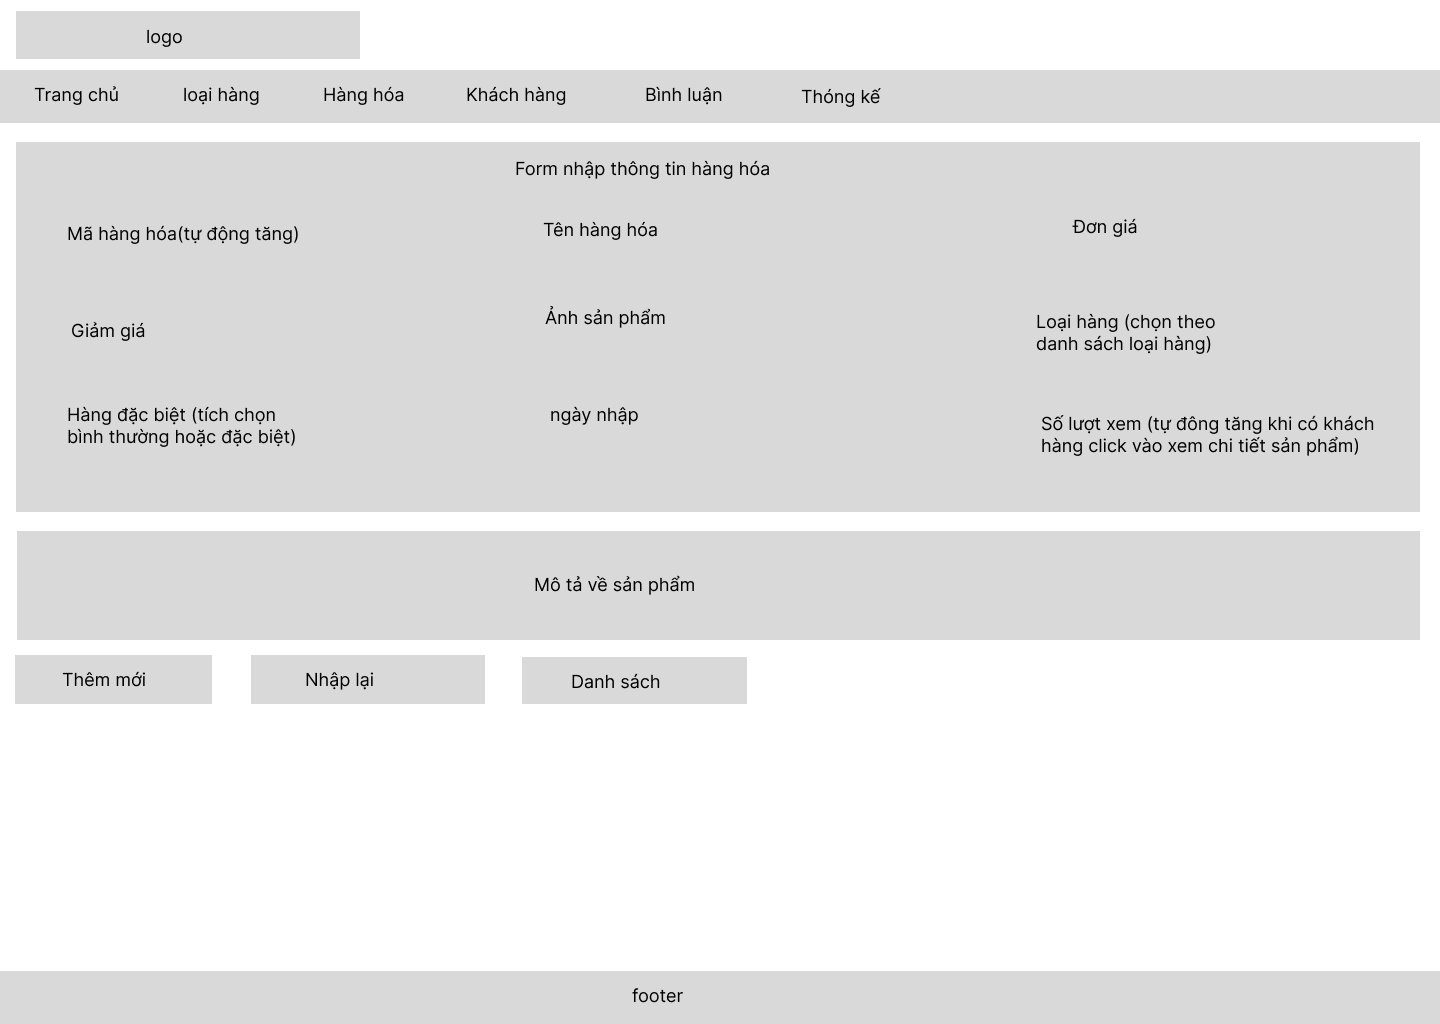 logo
Trang chủ
loại hàng
Hàng hóa
Khách hàng
Bình luận
Thóng kế
Form nhập thông tin hàng hóa
Mã hàng hóa(tự động tăng)
Tên hàng hóa
Đơn giá
Giảm giá
Ảnh sản phẩm
Loại hàng (chọn theo
danh sách loại hàng)
Hàng đặc biệt (tích chọn
bình thường hoặc đặc biệt)
ngày nhập
Số lượt xem (tự đông tăng khi có khách
hàng click vào xem chi tiết sản phẩm)
Mô tả về sản phẩm
Thêm mới
Nhập lại
Danh sách
footer